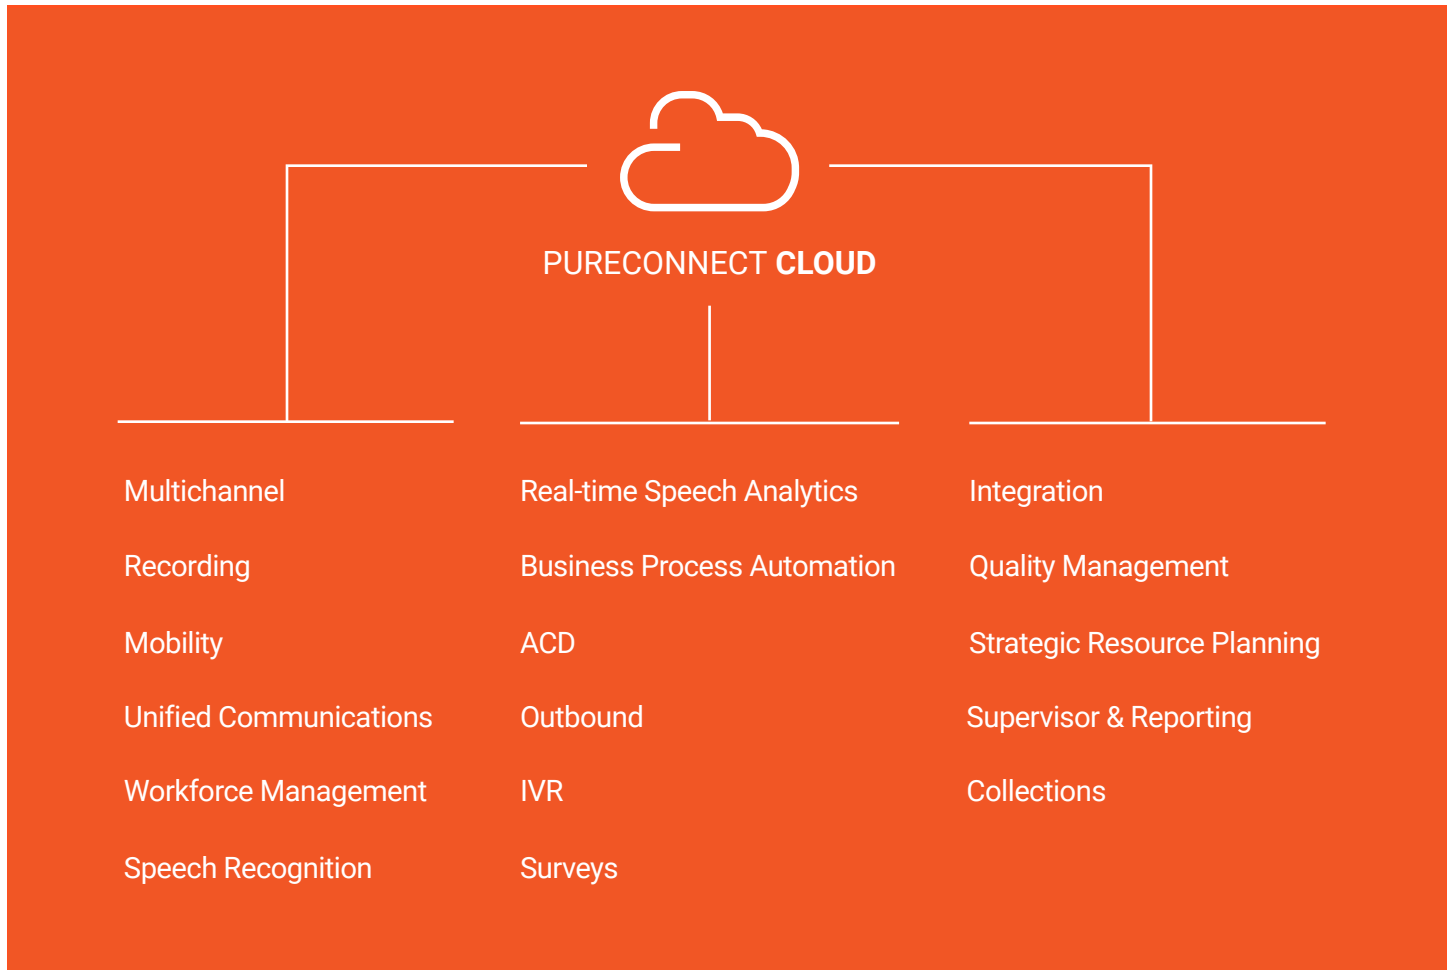 PURECONNECT CLOUD
Multichannel
Recording
Mobility
Unified Communications
Workforce Management
Speech Recognition
Real-time Speech Analytics
Business Process Automation
ACD
Outbound
IVR
Surveys
Integration
Quality Management
Strategic Resource Planning
Supervisor & Reporting
Collections